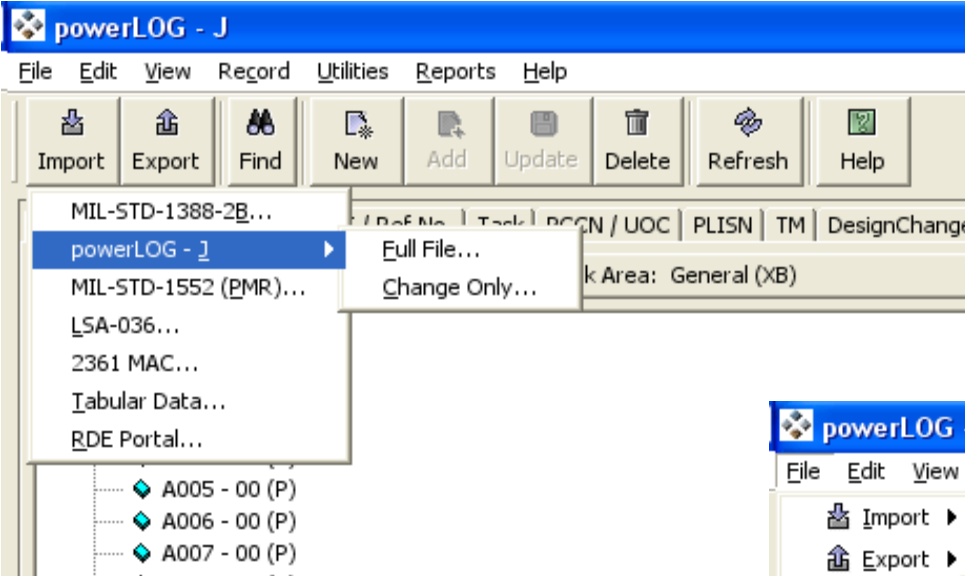 powerLOG - J
File Edit View Record Utilities Reports Help
Import Export Find New Add Update Delete Refresh Help
MIL-STD-1388-2B...
/ Ref No. Task PCCN / UOC PLISN TM DesignChange
powerLOG - J Full File...
k Area: General (XB)
MIL-STD-1552 (PMR)... Change Only...
LSA-036...
2361 MAC...
Tabular Data...
RDE Portal...
A005 - 00 (P)
A006 - 00 (P)
A007 - 00 (P)
powerLOG -
File Edit View
Import
Export